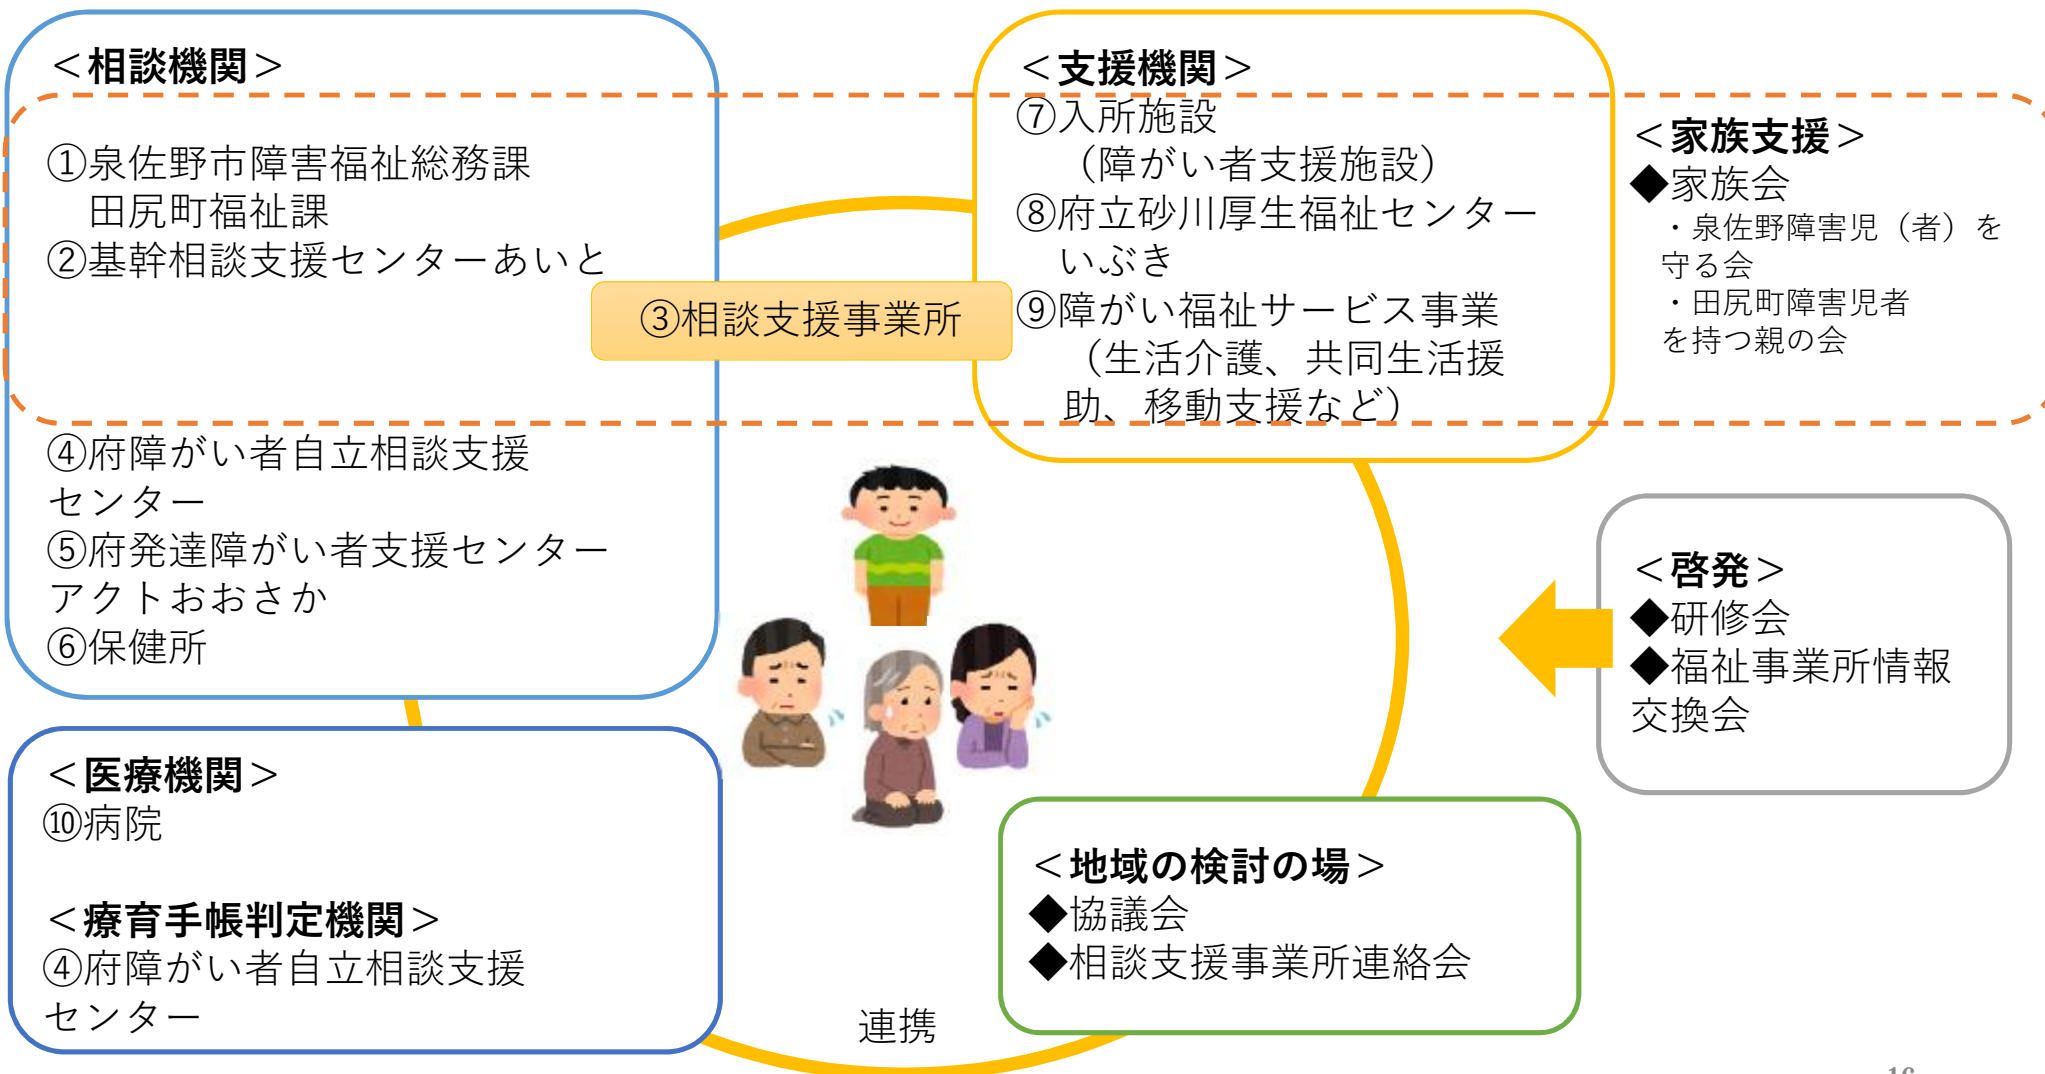 ＜相談機関＞
①泉佐野市障害福祉総務課
田尻町福祉課
②基幹相談支援センターあいと
③相談支援事業所
④府障がい者自立相談支援
センター
⑤府発達障がい者支援センター
アクトおおさか
⑥保健所
＜支援機関＞
⑦入所施設
（障がい者支援施設）
⑧府立砂川厚生福祉センター
いぶき
⑨障がい福祉サービス事業
（生活介護、共同生活援
助、移動支援など）
＜家族支援＞
◆家族会
・泉佐野障害児（者）を
守る会
・田尻町障害児者
を持つ親の会
＜啓発＞
◆研修会
◆福祉事業所情報
交換会
＜医療機関＞
⑩病院
＜療育手帳判定機関＞
④府障がい者自立相談支援
センター
＜地域の検討の場＞
◆協議会
◆相談支援事業所連絡会
連携
16